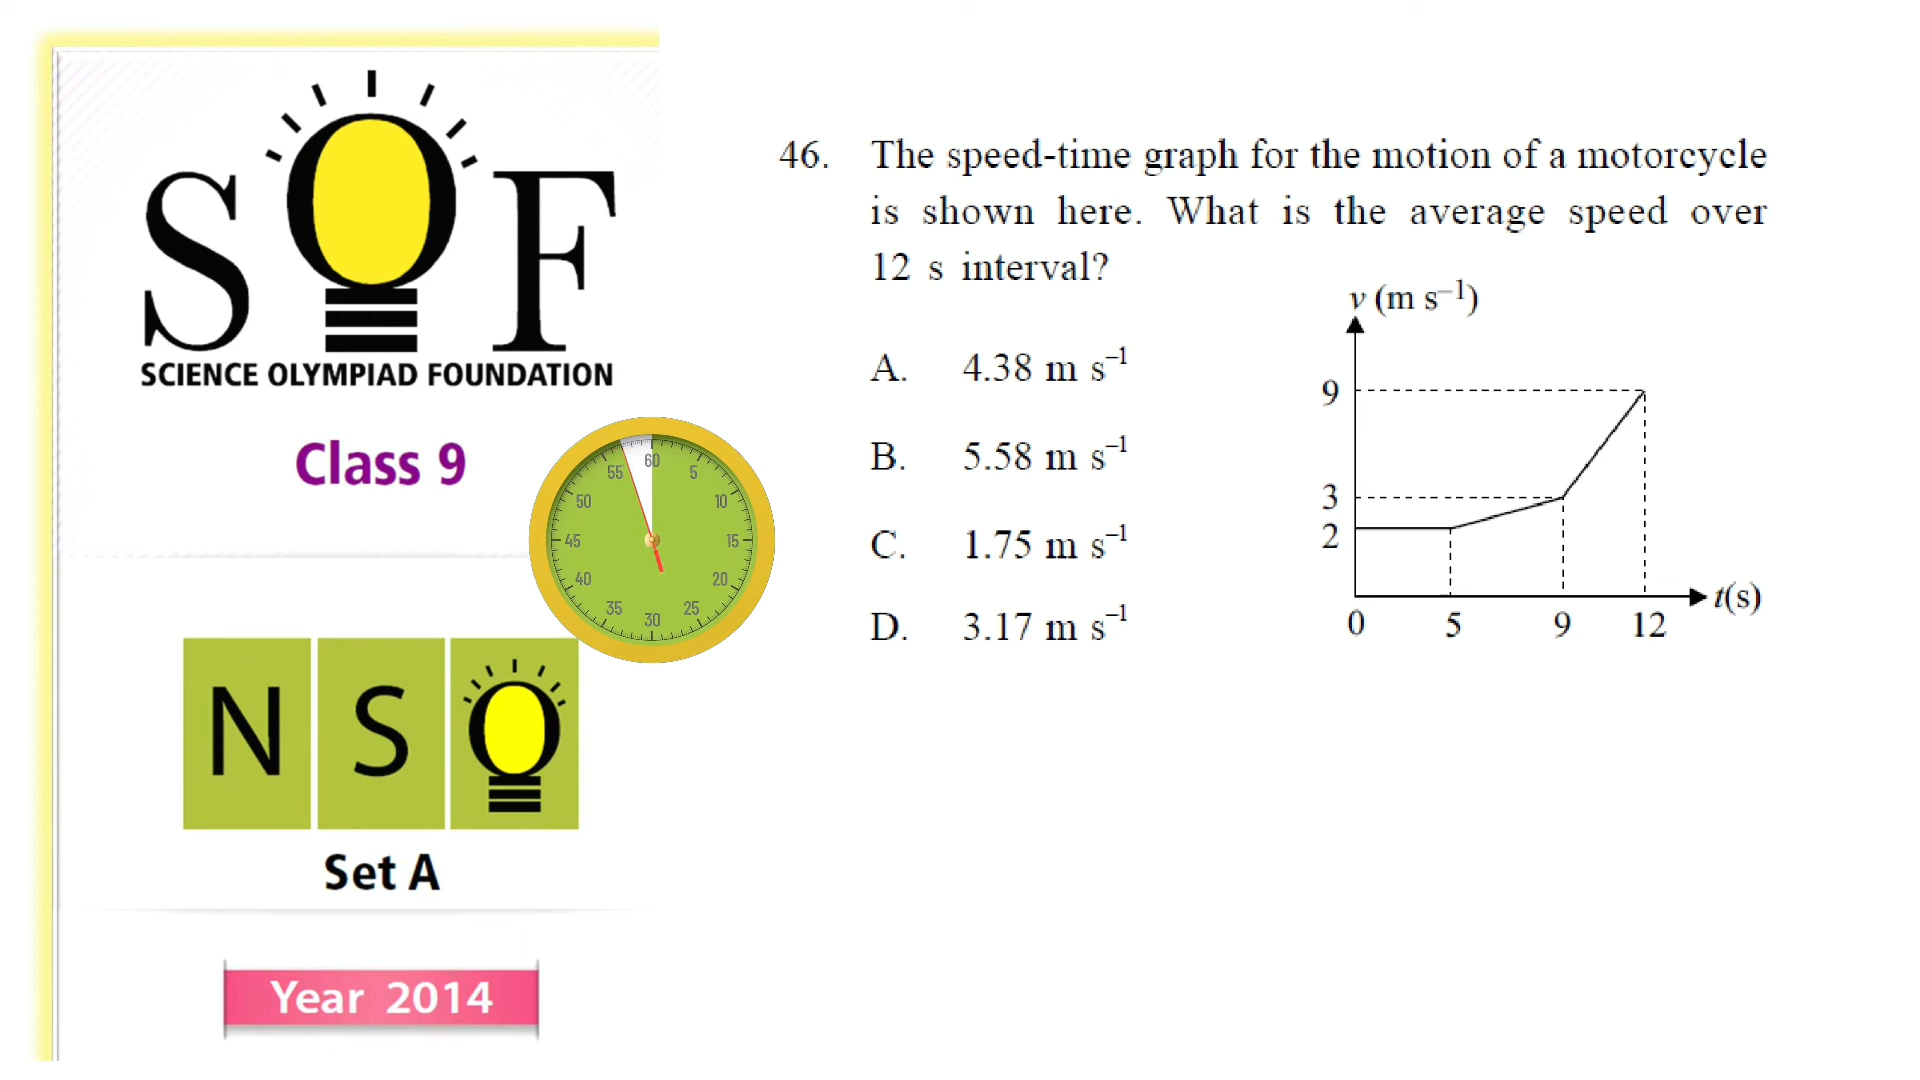 SOF
SCIENCE OLYMPIAD FOUNDATION
Class 9
60
5
10
15
20
25
30
35
40
45
50
55
NSO
Set A
Year 2014
46. The speed-time graph for the motion of a motorcycle
is shown here. What is the average speed over
12 s interval?
A. 4.38 m s⁻¹
B. 5.58 m s⁻¹
C. 1.75 m s⁻¹
D. 3.17 m s⁻¹
v (m s⁻¹)
9
3
2
0 5 9 12 t(s)